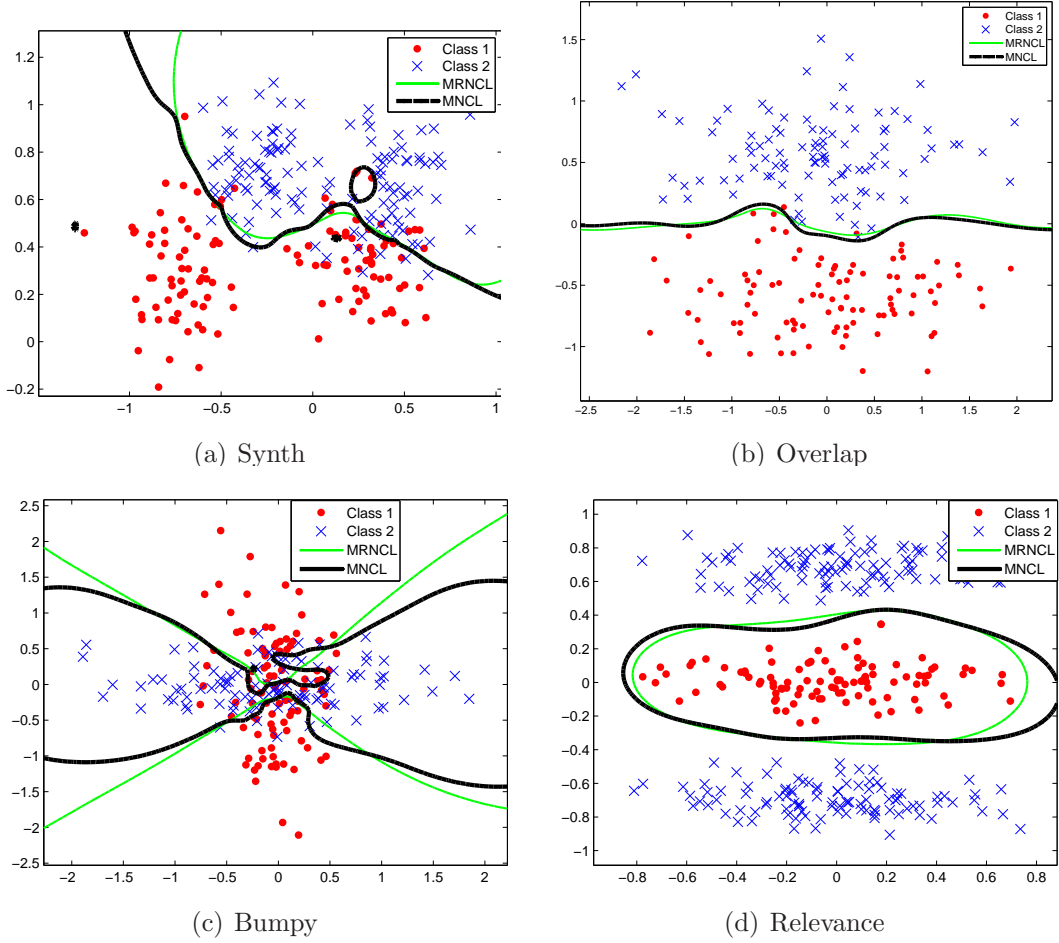 1.2
1
0.8
0.6
0.4
0.2
0
−0.2
−1 −0.5 0 0.5 1
Class 1
Class 2
MRNCL
MNCL
(a) Synth
1.5
1
0.5
0
−0.5
−1
−2.5 −2 −1.5 −1 −0.5 0 0.5 1 1.5 2
Class 1
Class 2
MRNCL
MNCL
(b) Overlap
2.5
2
1.5
1
0.5
0
−0.5
−1
−1.5
−2
−2.5
−2 −1.5 −1 −0.5 0 0.5 1 1.5 2
Class 1
Class 2
MRNCL
MNCL
(c) Bumpy
1
0.8
0.6
0.4
0.2
0
−0.2
−0.4
−0.6
−0.8
−1
−0.8 −0.6 −0.4 −0.2 0 0.2 0.4 0.6 0.8
Class 1
Class 2
MRNCL
MNCL
(d) Relevance